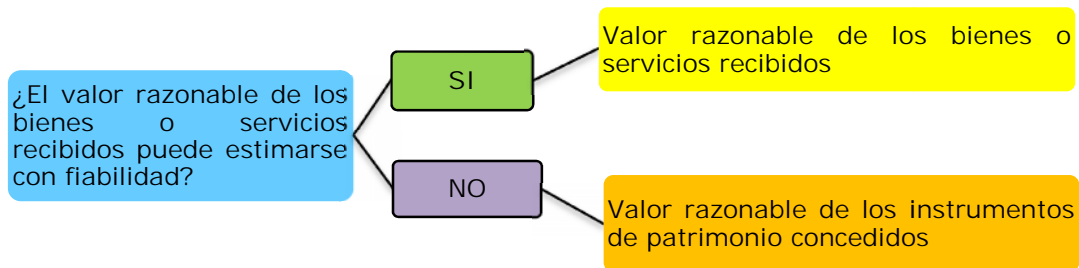 ¿El valor razonable de los
bienes o servicios
recibidos puede estimarse
con fiabilidad?
SI
Valor razonable de los bienes o
servicios recibidos
NO
Valor razonable de los instrumentos
de patrimonio concedidos